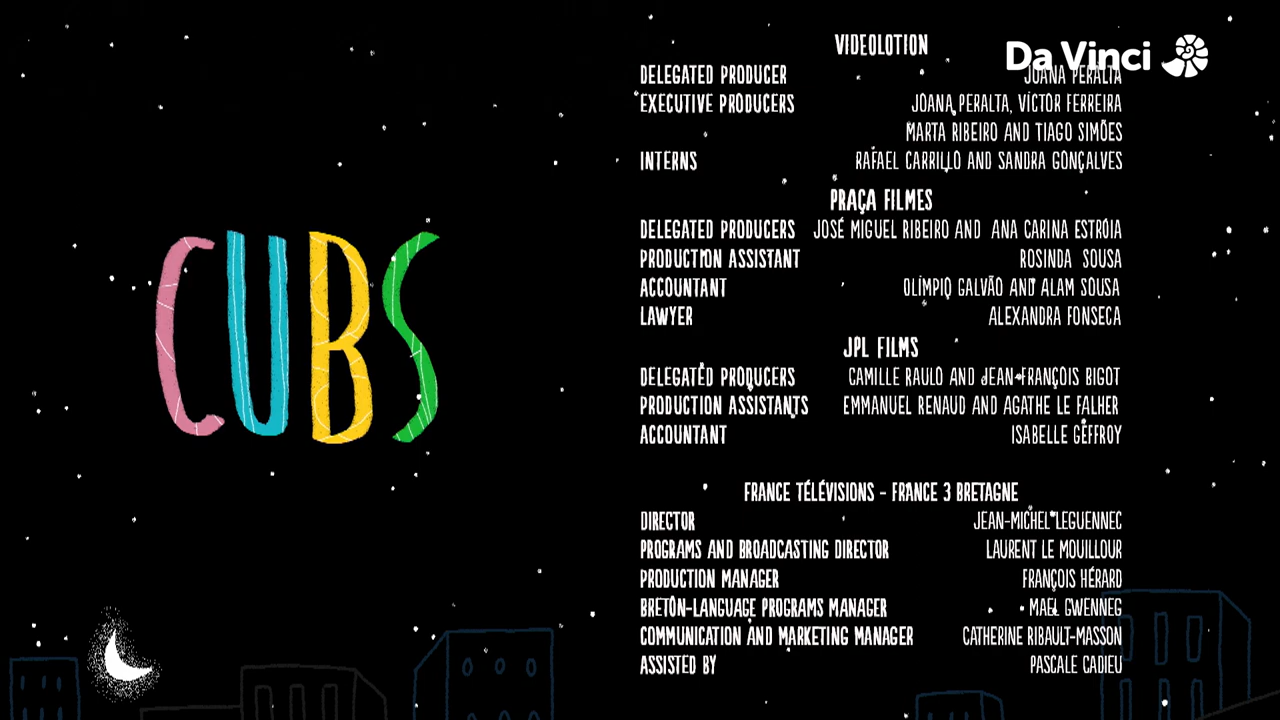 CUBS
Da Vinci
VIDEOLOTION
DELEGATED PRODUCER JOANA PERALTA
EXECUTIVE PRODUCERS JOANA PERALTA, VÍCTOR FERREIRA
MARTA RIBEIRO AND TIAGO SIMÕES
INTERNS RAFAEL CARRILLO AND SANDRA GONÇALVES
PRAÇA FILMES
DELEGATED PRODUCERS JOSÉ MIGUEL RIBEIRO AND ANA CARINA ESTRÓIA
PRODUCTION ASSISTANT ROSINDA SOUSA
ACCOUNTANT OLÍMPIO GALVÃO AND ALAM SOUSA
LAWYER ALEXANDRA FONSECA
JPL FILMS
DELEGATED PRODUCERS CAMILLE RAULO AND JEAN-FRANÇOIS BIGOT
PRODUCTION ASSISTANTS EMMANUEL RENAUD AND AGATHE LE FALHER
ACCOUNTANT ISABELLE GEFFROY
FRANCE TÉLÉVISIONS - FRANCE 3 BRETAGNE
DIRECTOR JEAN-MICHEL LEGUENNEC
PROGRAMS AND BROADCASTING DIRECTOR LAURENT LE MOUILLOUR
PRODUCTION MANAGER FRANÇOIS HÉRARD
BRETON-LANGUAGE PROGRAMS MANAGER MAEL GWENNEG
COMMUNICATION AND MARKETING MANAGER CATHERINE RIBAULT-MASSON
ASSISTED BY PASCALE CADIEU